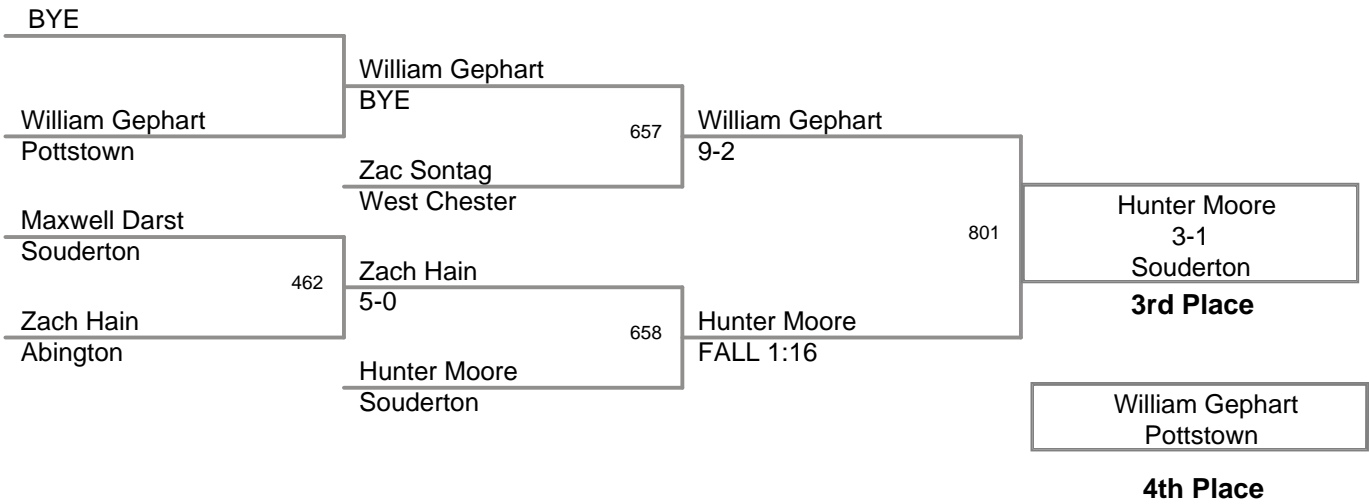 BYE
William Gephart
BYE
William Gephart
Pottstown
657
William Gephart
9-2
Zac Sontag
West Chester
Maxwell Darst
Souderton
462
Zach Hain
5-0
Zach Hain
Abington
658
Hunter Moore
FALL 1:16
Hunter Moore
Souderton
801
Hunter Moore
3-1
Souderton
3rd Place
William Gephart
Pottstown
4th Place